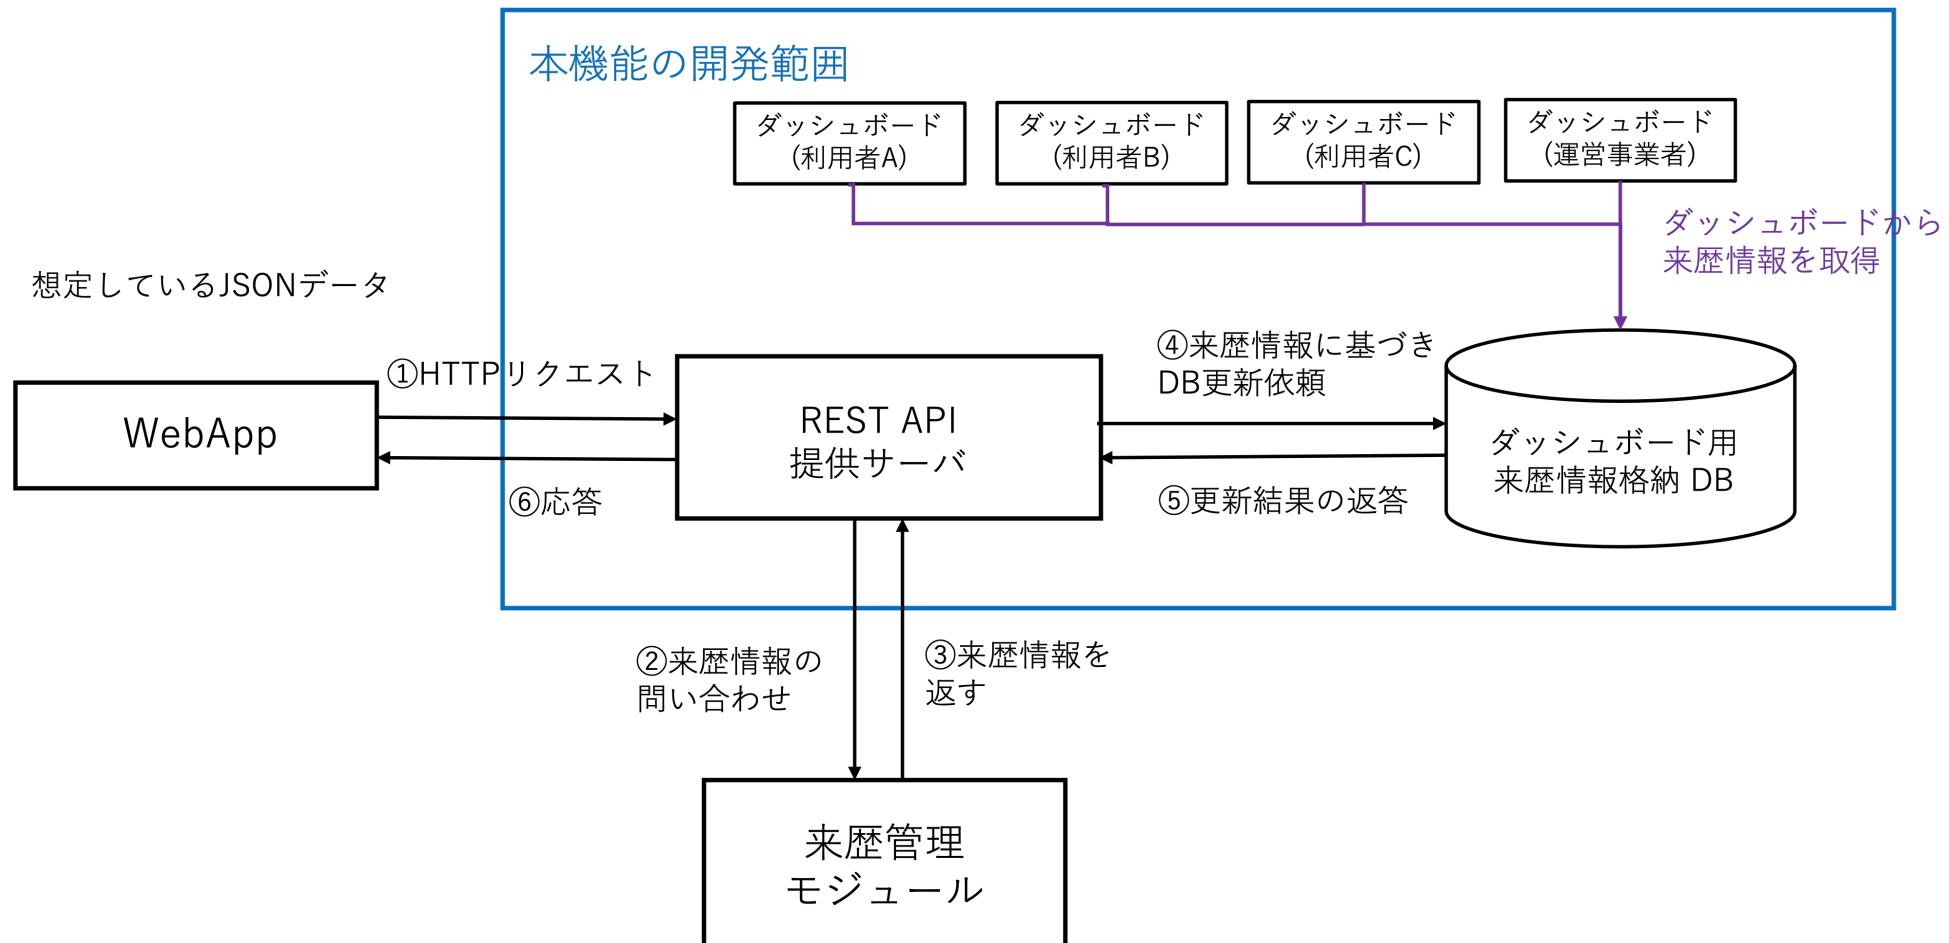 本機能の開発範囲
ダッシュボード
(利用者A)
ダッシュボード
(利用者B)
ダッシュボード
(利用者C)
ダッシュボード
(運営事業者)
ダッシュボードから
来歴情報を取得
想定しているJSONデータ
①HTTPリクエスト
WebApp
⑥応答
REST API
提供サーバ
④来歴情報に基づき
DB更新依頼
⑤更新結果の返答
ダッシュボード用
来歴情報格納 DB
②来歴情報の
問い合わせ
③来歴情報を
返す
来歴管理
モジュール